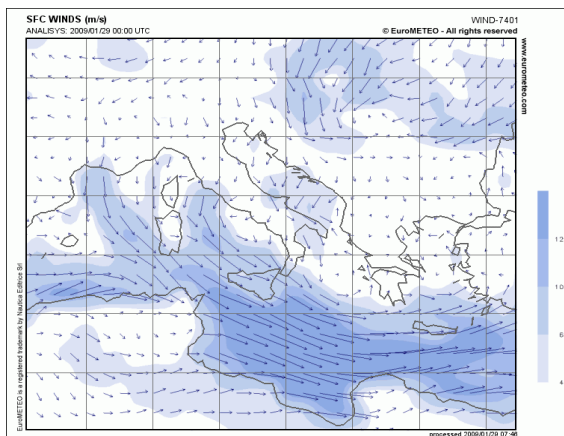 SFC WINDS (m/s)
WIND-7401
ANALISYS: 2009/01/29 00:00 UTC
© EuroMETEO - All rights reserved
www.eurometeo.com
EuroMETEO is a registered trademark by Nautica Editrice Srl
12
10
6
4
processed 2009/01/29 07:46